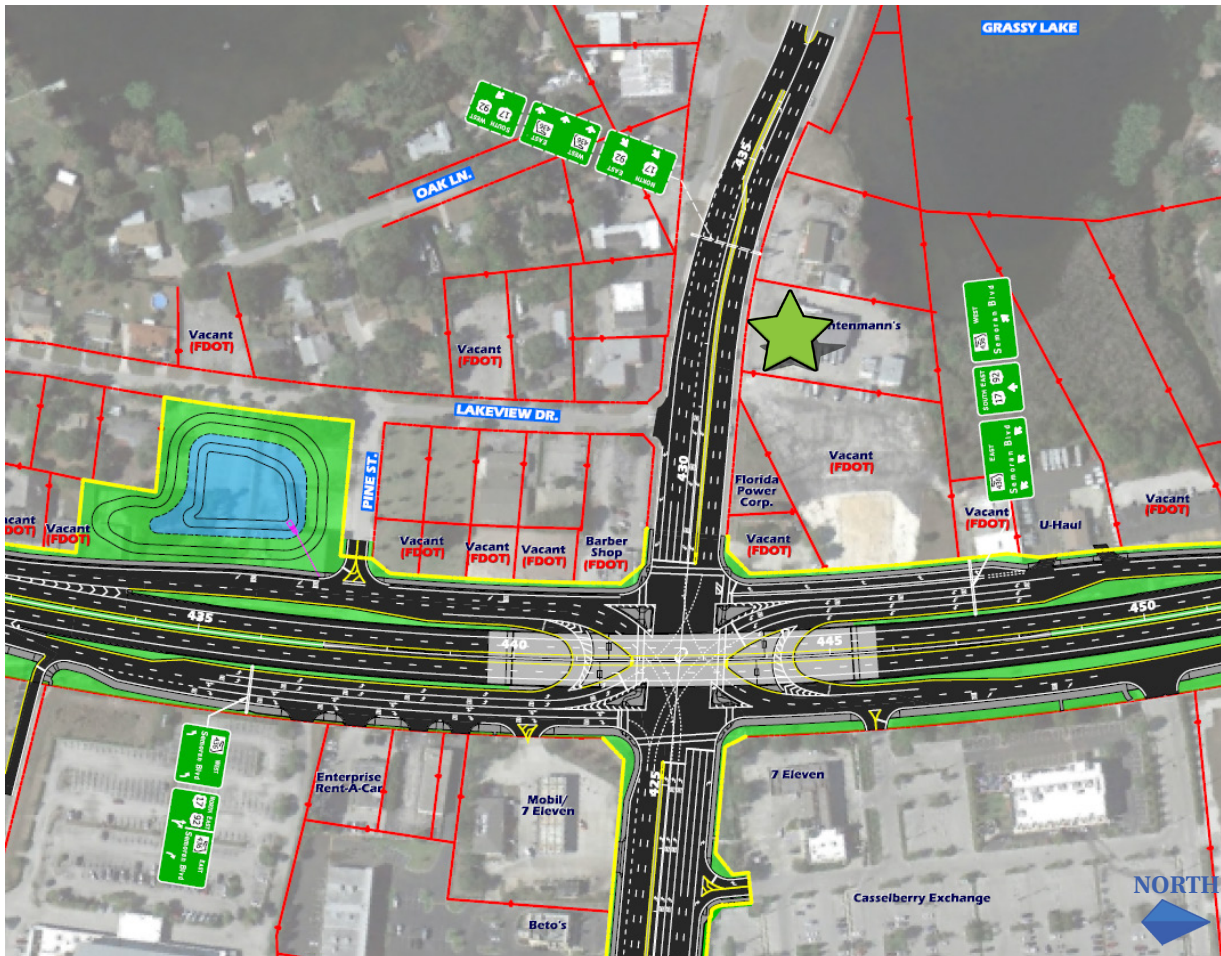 GRASSY LAKE
92
17
SOUTH WEST
436
EAST
436
WEST
92
EAST
17
NORTH
435
OAK LN.
Vacant
(FDOT)
Vacant
(FDOT)
ntenmann's
436
WEST
Semoran Blvd
SOUTH EAST
17 92
436
EAST
Semoran Blvd
LAKEVIEW DR.
430
PINE ST.
Vacant
(FDOT)
Florida
Power
Corp.
Vacant
(FDOT)
Vacant
(FDOT)
U-Haul
Vacant
(FDOT)
acant
DOT)
Vacant
(FDOT)
Vacant
(FDOT)
Vacant
(FDOT)
Vacant
(FDOT)
Barber
Shop
(FDOT)
435
440
445
450
436
WEST
Semoran Blvd
NORTH EAST
17 92
436
EAST
Semoran Blvd
Enterprise
Rent-A-Car
Mobil/
7 Eleven
425
7 Eleven
Casselberry Exchange
Beto's
NORTH